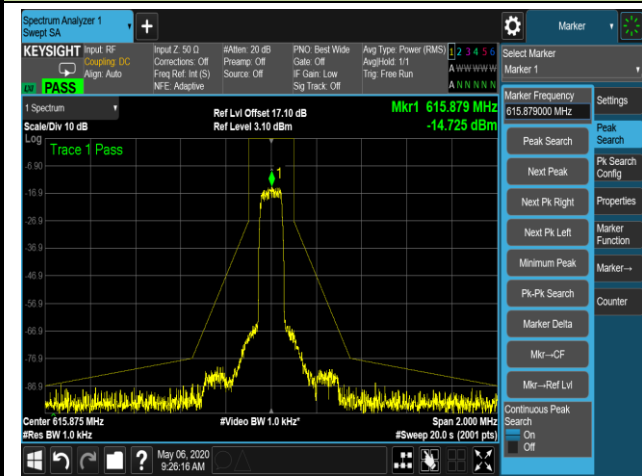 Spectrum Analyzer 1
Swept SA
Marker
KEYSIGHT Input: RF
Coupling: DC
Align: Auto
Input Z: 50 Ω
Corrections: Off
Freq Ref: Int (S)
NFE: Adaptive
#Atten: 20 dB
Preamp: Off
Source: Off
PNO: Best Wide
Gate: Off
IF Gain: Low
Sig Track: Off
Avg Type: Power (RMS)
Avg|Hold: 1/1
Trig: Free Run
1 2 3 4 5 6
A W W W W W
A N N N N N
LXI PASS
Select Marker
Marker 1
1 Spectrum
Scale/Div 10 dB
Ref Lvl Offset 17.10 dB
Ref Level 3.10 dBm
Mkr1 615.879 MHz
-14.725 dBm
Log
Trace 1 Pass
1
-6.90
-16.9
-26.9
-36.9
-46.9
-56.9
-66.9
-76.9
-86.9
Center 615.875 MHz
#Res BW 1.0 kHz
#Video BW 1.0 kHz*
Span 2.000 MHz
#Sweep 20.0 s (2001 pts)
Marker Frequency
615.879000 MHz
Peak Search
Next Peak
Next Pk Right
Next Pk Left
Minimum Peak
Pk-Pk Search
Marker Delta
Mkr→CF
Mkr→Ref Lvl
Continuous Peak
Search
On
Off
Settings
Peak
Search
Pk Search
Config
Properties
Marker
Function
Marker→
Counter
May 06, 2020
9:26:16 AM